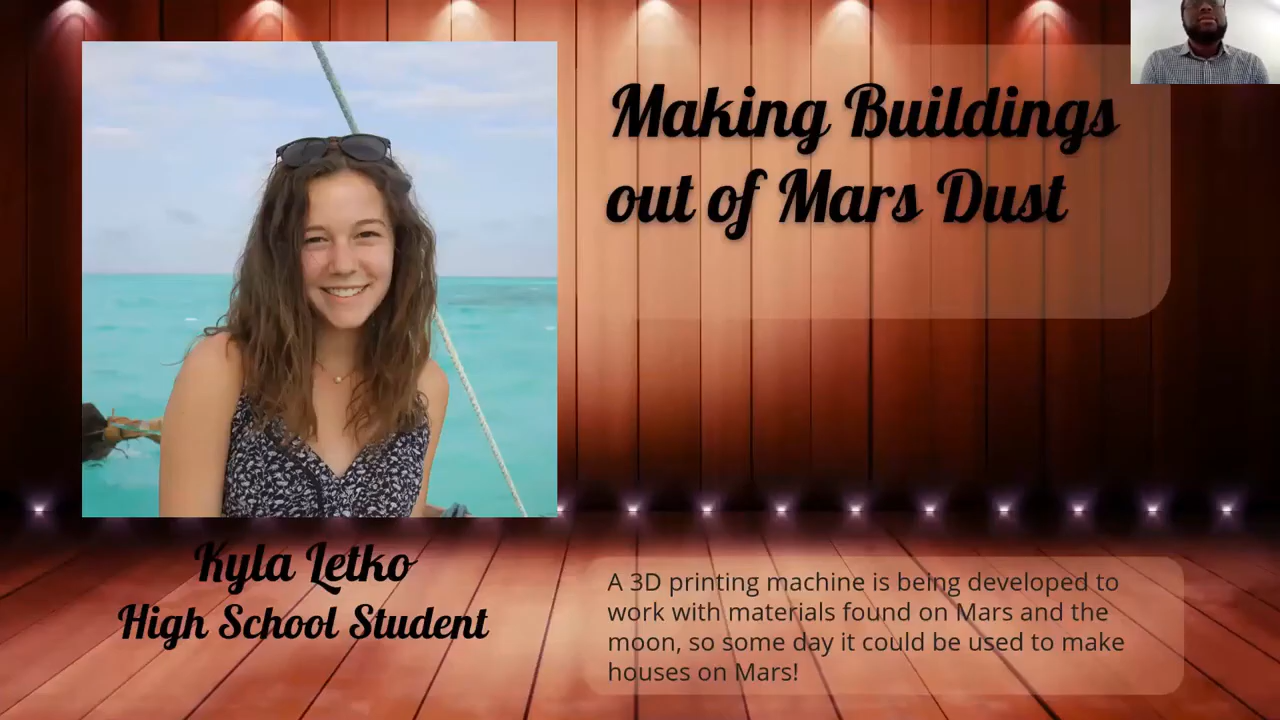 Making Buildings
out of Mars Dust
Kyla Letko
High School Student
A 3D printing machine is being developed to
work with materials found on Mars and the
moon, so some day it could be used to make
houses on Mars!